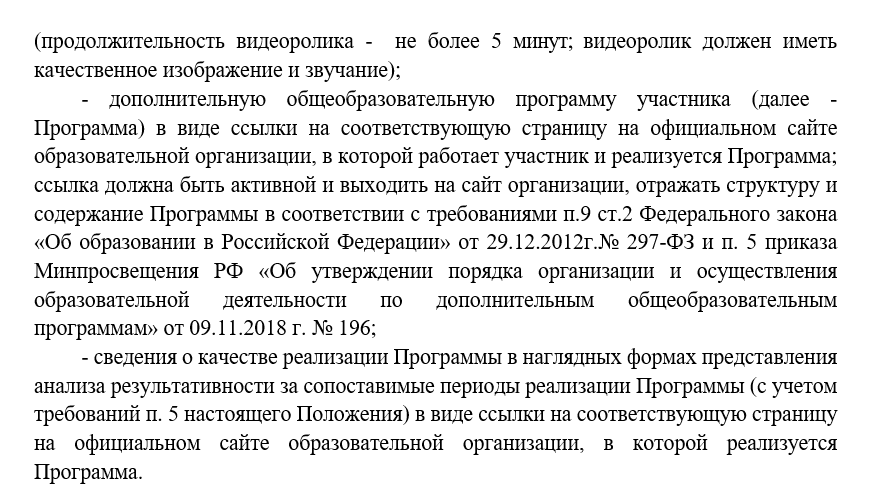 (продолжительность видеоролика - не более 5 минут; видеоролик должен иметь
качественное изображение и звучание);
- дополнительную общеобразовательную программу участника (далее -
Программа) в виде ссылки на соответствующую страницу на официальном сайте
образовательной организации, в которой работает участник и реализуется Программа;
ссылка должна быть активной и выходить на сайт организации, отражать структуру и
содержание Программы в соответствии с требованиями п.9 ст.2 Федерального закона
«Об образовании в Российской Федерации» от 29.12.2012г.№ 297-ФЗ и п. 5 приказа
Минпросвещения РФ «Об утверждении порядка организации и осуществления
образовательной деятельности по дополнительным общеобразовательным
программам» от 09.11.2018 г. № 196;
- сведения о качестве реализации Программы в наглядных формах представления
анализа результативности за сопоставимые периоды реализации Программы (с учетом
требований п. 5 настоящего Положения) в виде ссылки на соответствующую страницу
на официальном сайте образовательной организации, в которой реализуется
Программа.